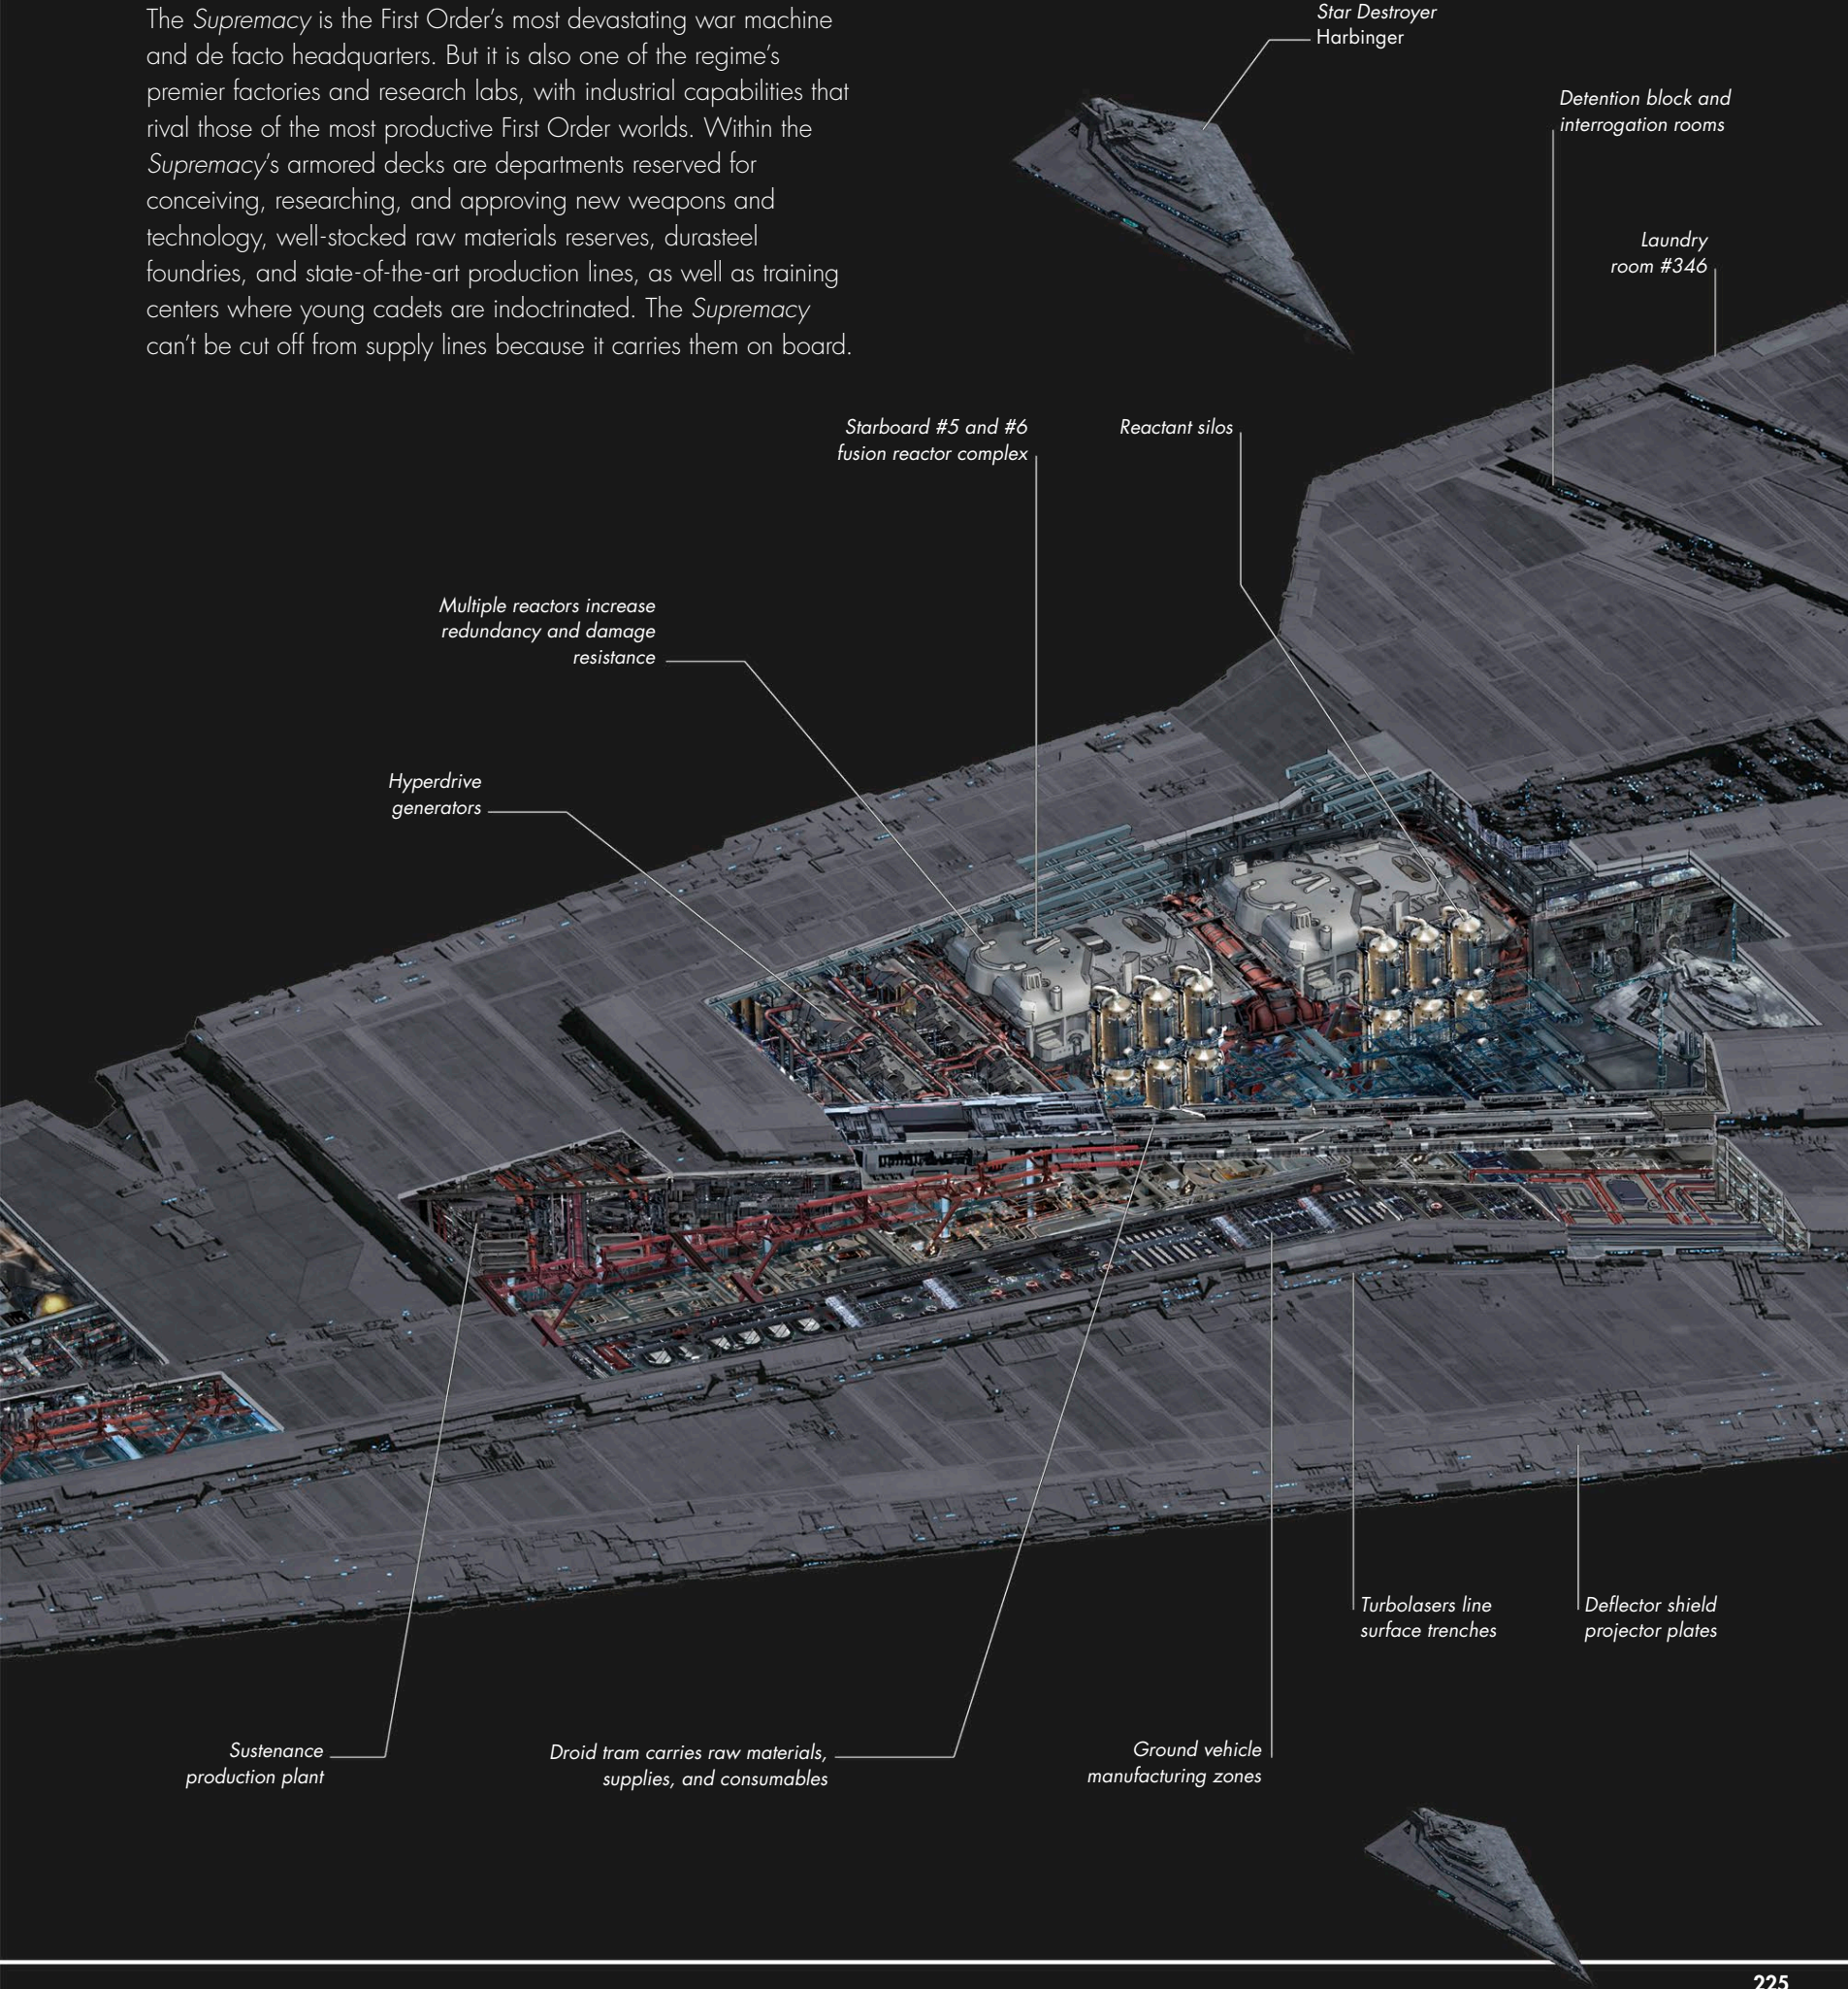 The Supremacy is the First Order's most devastating war machine
and de facto headquarters. But it is also one of the regime's
premier factories and research labs, with industrial capabilities that
rival those of the most productive First Order worlds. Within the
Supremacy's armored decks are departments reserved for
conceiving, researching, and approving new weapons and
technology, well-stocked raw materials reserves, durasteel
foundries, and state-of-the-art production lines, as well as training
centers where young cadets are indoctrinated. The Supremacy
can't be cut off from supply lines because it carries them on board.
Star Destroyer
Harbinger
Detention block and
interrogation rooms
Laundry
room #346
Starboard #5 and #6
fusion reactor complex
Reactant silos
Multiple reactors increase
redundancy and damage
resistance
Hyperdrive
generators
Turbolasers line
surface trenches
Deflector shield
projector plates
Sustenance
production plant
Droid tram carries raw materials,
supplies, and consumables
Ground vehicle
manufacturing zones
225